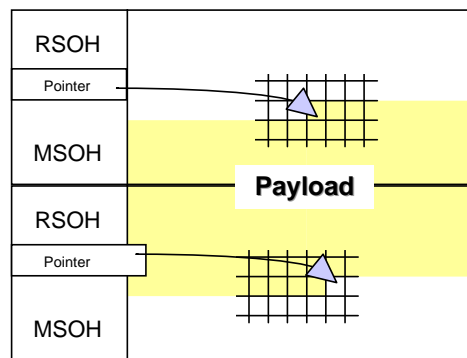 RSOH
Pointer
MSOH
Payload
RSOH
Pointer
MSOH